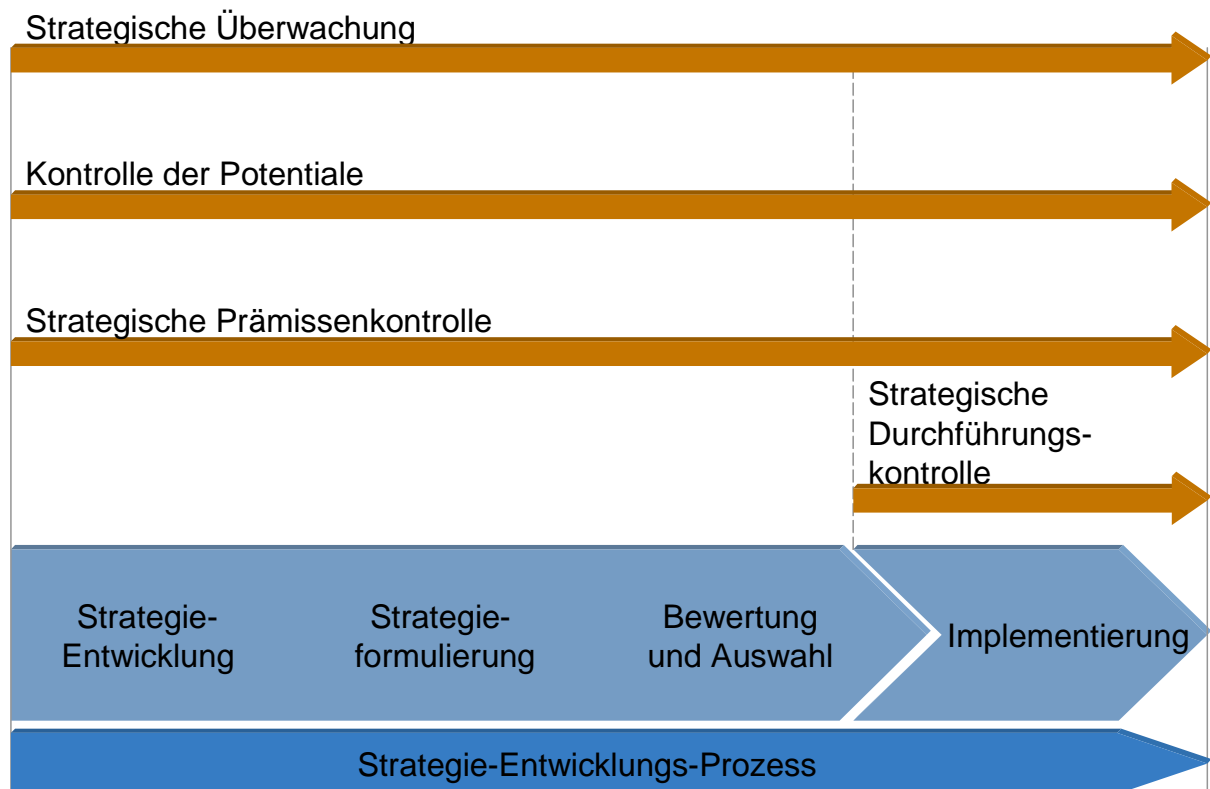 Strategische Überwachung
Kontrolle der Potentiale
Strategische Prämissenkontrolle
Strategische
Durchführungs-
kontrolle
Strategie-
Entwicklung
Strategie-
formulierung
Bewertung
und Auswahl
Implementierung
Strategie-Entwicklungs-Prozess